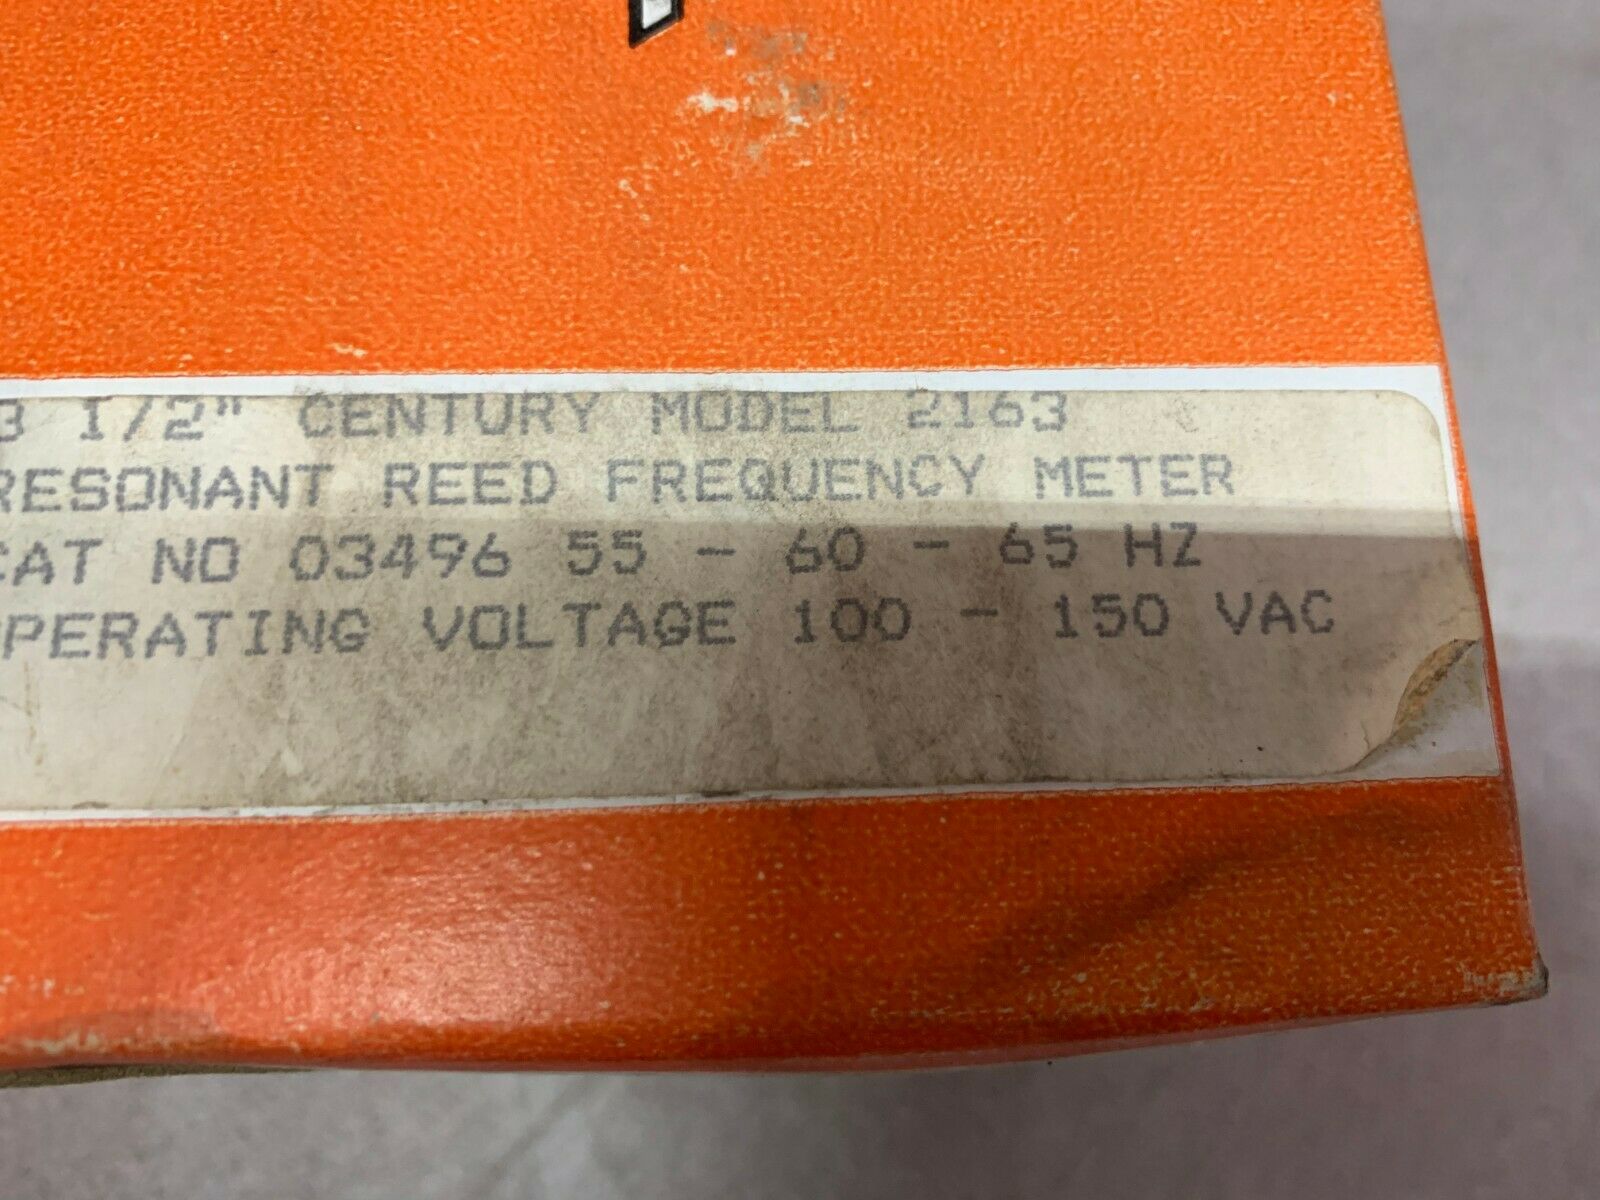 3 1/2" CENTURY MODEL 2163
RESONANT REED FREQUENCY METER
CAT NO 03496 55 - 60 - 65 HZ
OPERATING VOLTAGE 100 - 150 VAC